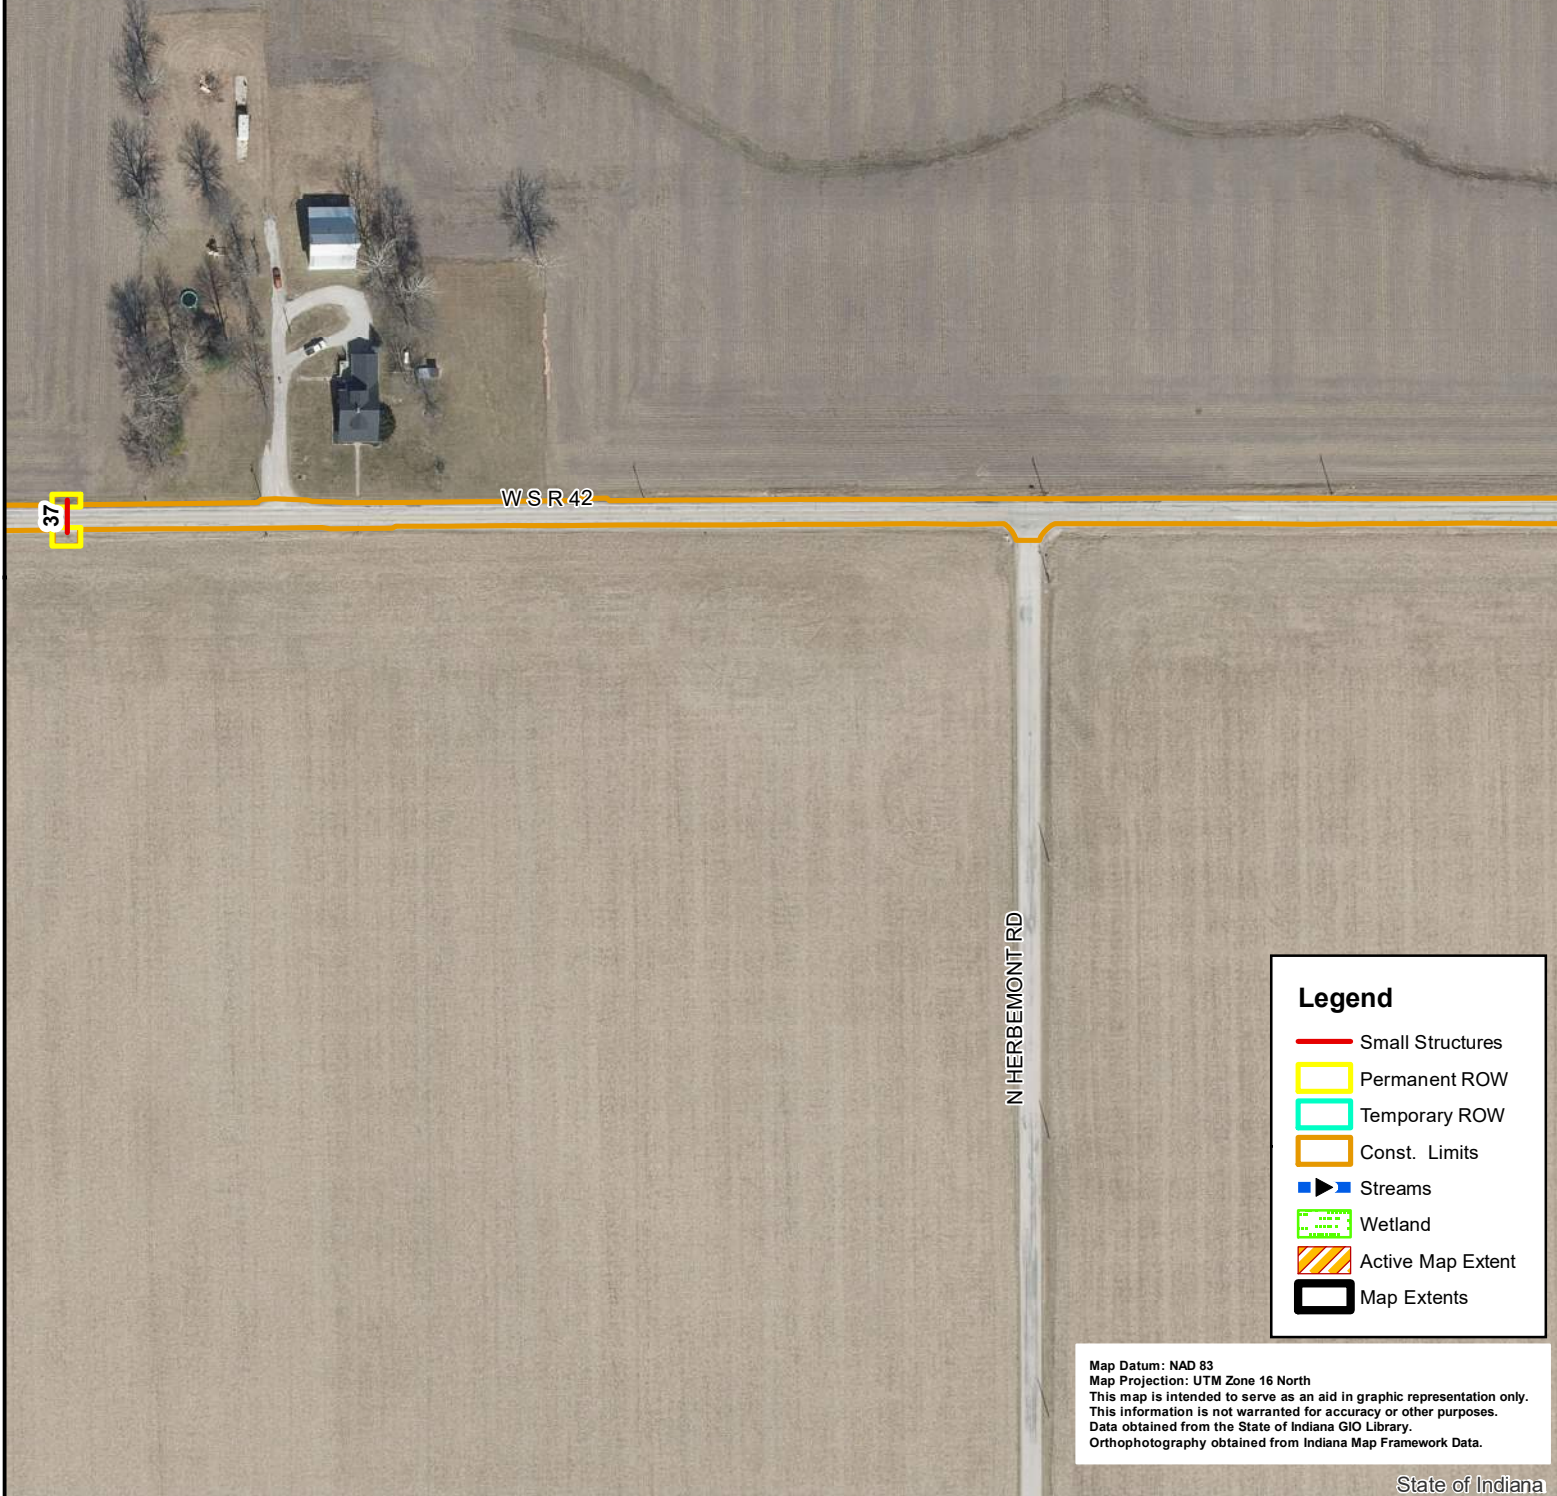 W S R 42
37
N HERBEMONT RD
Legend
Small Structures
Permanent ROW
Temporary ROW
Const. Limits
Streams
Wetland
Active Map Extent
Map Extents
Map Datum: NAD 83
Map Projection: UTM Zone 16 North
This map is intended to serve as an aid in graphic representation only.
This information is not warranted for accuracy or other purposes.
Data obtained from the State of Indiana GIO Library.
Orthophotography obtained from Indiana Map Framework Data.
State of Indiana